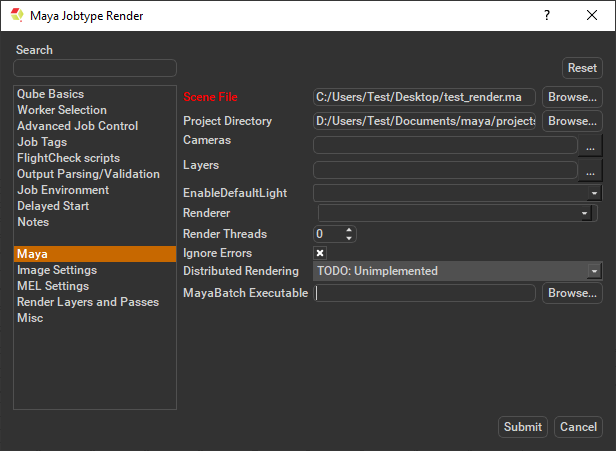 Maya Jobtype Render
?
Search
Reset
Qube Basics
Worker Selection
Advanced Job Control
Job Tags
FlightCheck scripts
Output Parsing/Validation
Job Environment
Delayed Start
Notes
Maya
Image Settings
MEL Settings
Render Layers and Passes
Misc
Scene File C:/Users/Test/Desktop/test_render.ma Browse...
Project Directory D:/Users/Test/Documents/maya/projects Browse...
Cameras ...
Layers ...
EnableDefaultLight
Renderer
Render Threads 0
Ignore Errors
Distributed Rendering TODO: Unimplemented
MayaBatch Executable Browse...
Submit Cancel